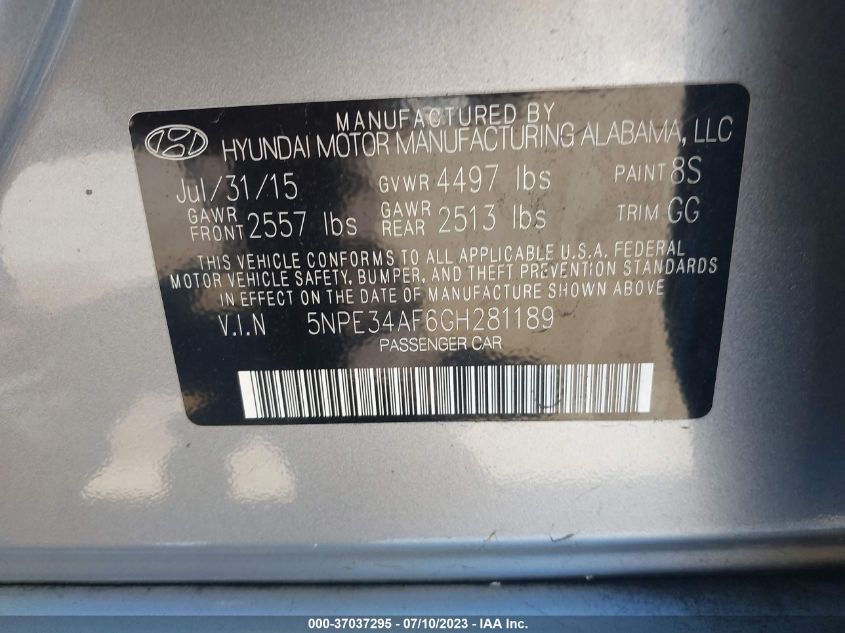 MANUFACTURED BY
HYUNDAI MOTOR MANUFACTURING ALABAMA, LLC
Jul/31/15 GVWR 4497 lbs PAINT 8S
GAWR FRONT 2557 lbs GAWR REAR 2513 lbs TRIM GG
THIS VEHICLE CONFORMS TO ALL APPLICABLE U.S.A. FEDERAL
MOTOR VEHICLE SAFETY, BUMPER, AND THEFT PREVENTION STANDARDS
IN EFFECT ON THE DATE OF MANUFACTURE SHOWN ABOVE
V.I.N 5NPE34AF6GH281189
PASSENGER CAR
000-37037295 - 07/10/2023 - IAA Inc.